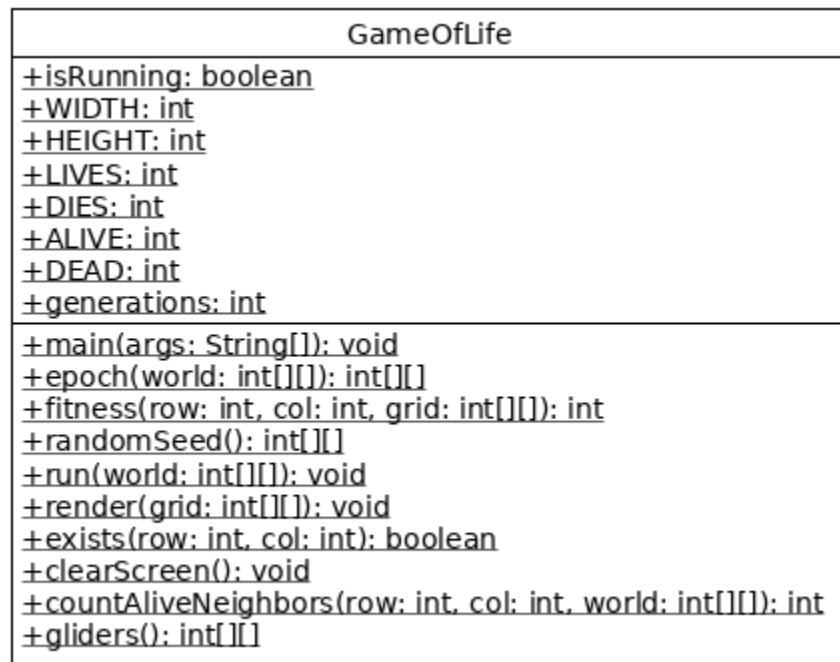 GameOfLife
+isRunning: boolean
+WIDTH: int
+HEIGHT: int
+LIVES: int
+DIES: int
+ALIVE: int
+DEAD: int
+generations: int
+main(args: String[]): void
+epoch(world: int[][]): int[][]
+fitness(row: int, col: int, grid: int[][]): int
+randomSeed(): int[][]
+run(world: int[][]): void
+render(grid: int[][]): void
+exists(row: int, col: int): boolean
+clearScreen(): void
+countAliveNeighbors(row: int, col: int, world: int[][]): int
+gliders(): int[][]